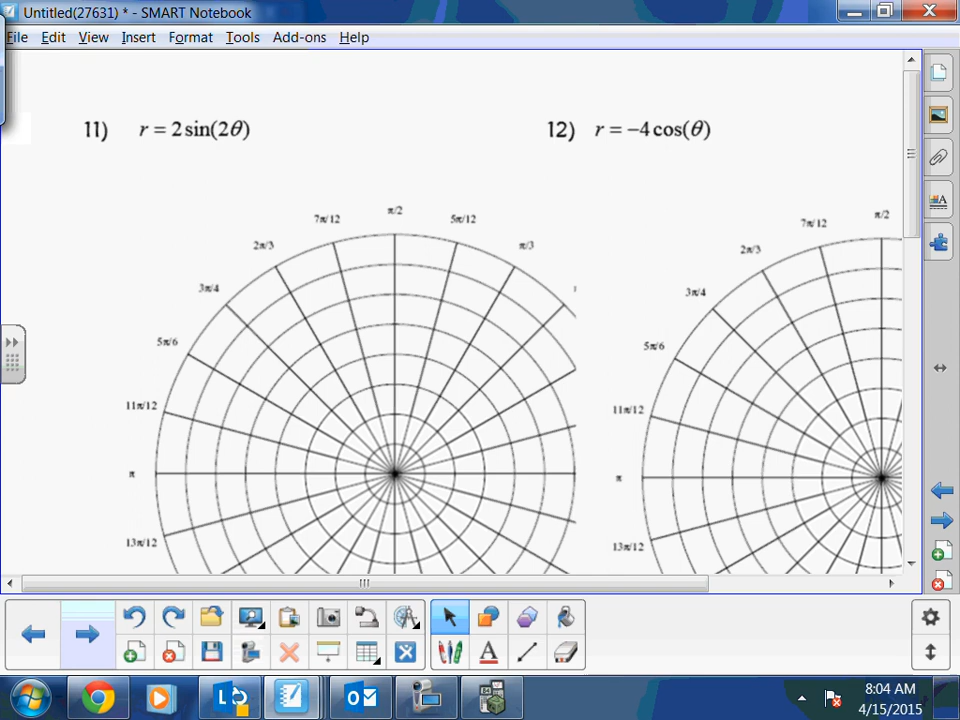 Untitled(27631) * - SMART Notebook
File Edit View Insert Format Tools Add-ons Help
11) r = 2 sin(2θ)
12) r = −4 cos(θ)
π/2
7π/12
5π/12
2π/3
π/3
3π/4
5π/6
11π/12
π
13π/12
π/2
7π/12
2π/3
3π/4
5π/6
11π/12
π
13π/12
8:04 AM
4/15/2015